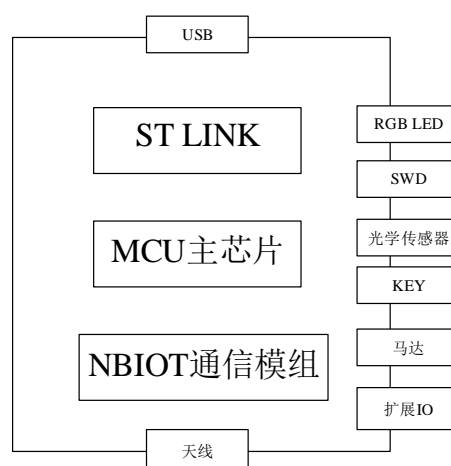 USB
ST LINK
RGB LED
SWD
MCU主芯片
光学传感器
KEY
NBIOT通信模组
马达
扩展IO
天线